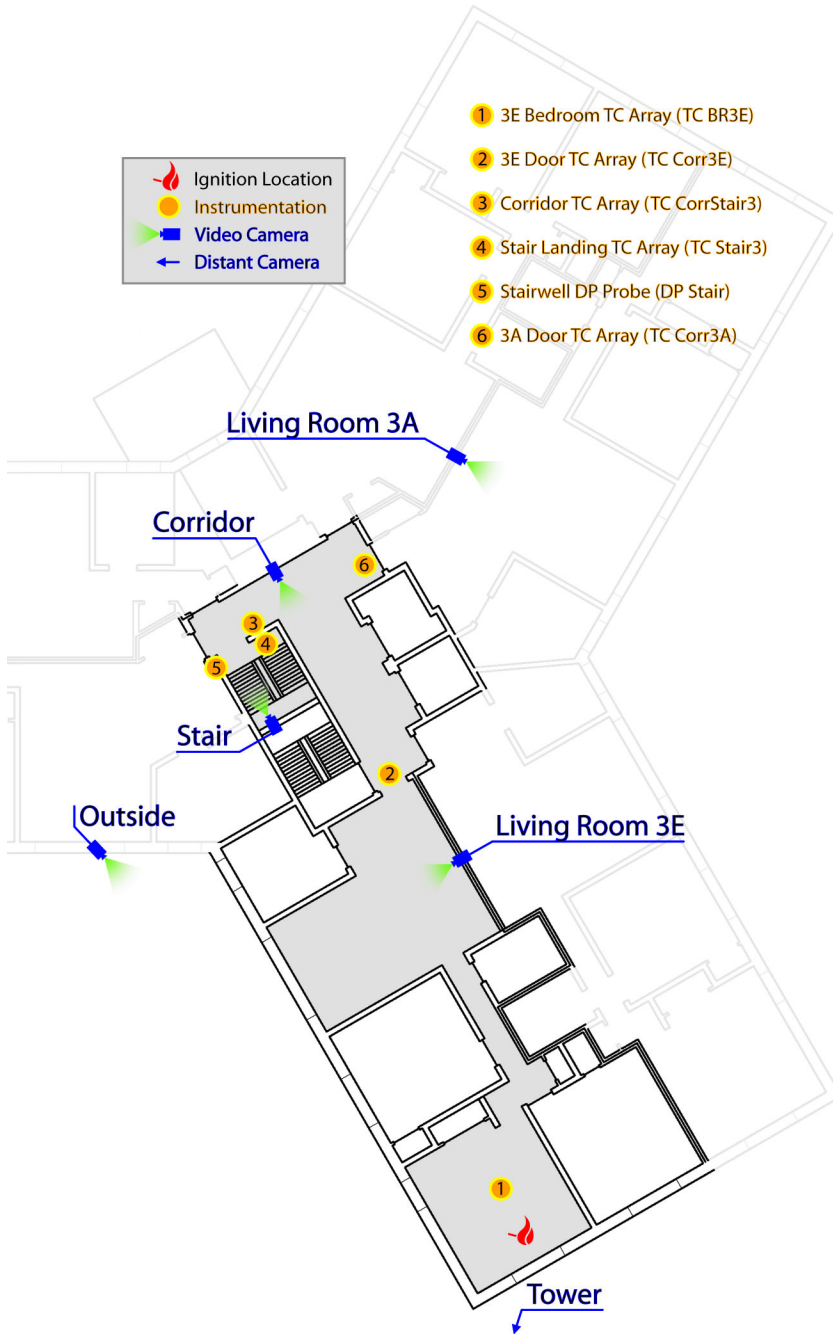 1 3E Bedroom TC Array (TC BR3E)
2 3E Door TC Array (TC Corr3E)
3 Corridor TC Array (TC CorrStair3)
4 Stair Landing TC Array (TC Stair3)
5 Stairwell DP Probe (DP Stair)
6 3A Door TC Array (TC Corr3A)
Ignition Location
Instrumentation
Video Camera
Distant Camera
Living Room 3A
Corridor
6
3
4
5
Stair
2
Outside
Living Room 3E
1
Tower